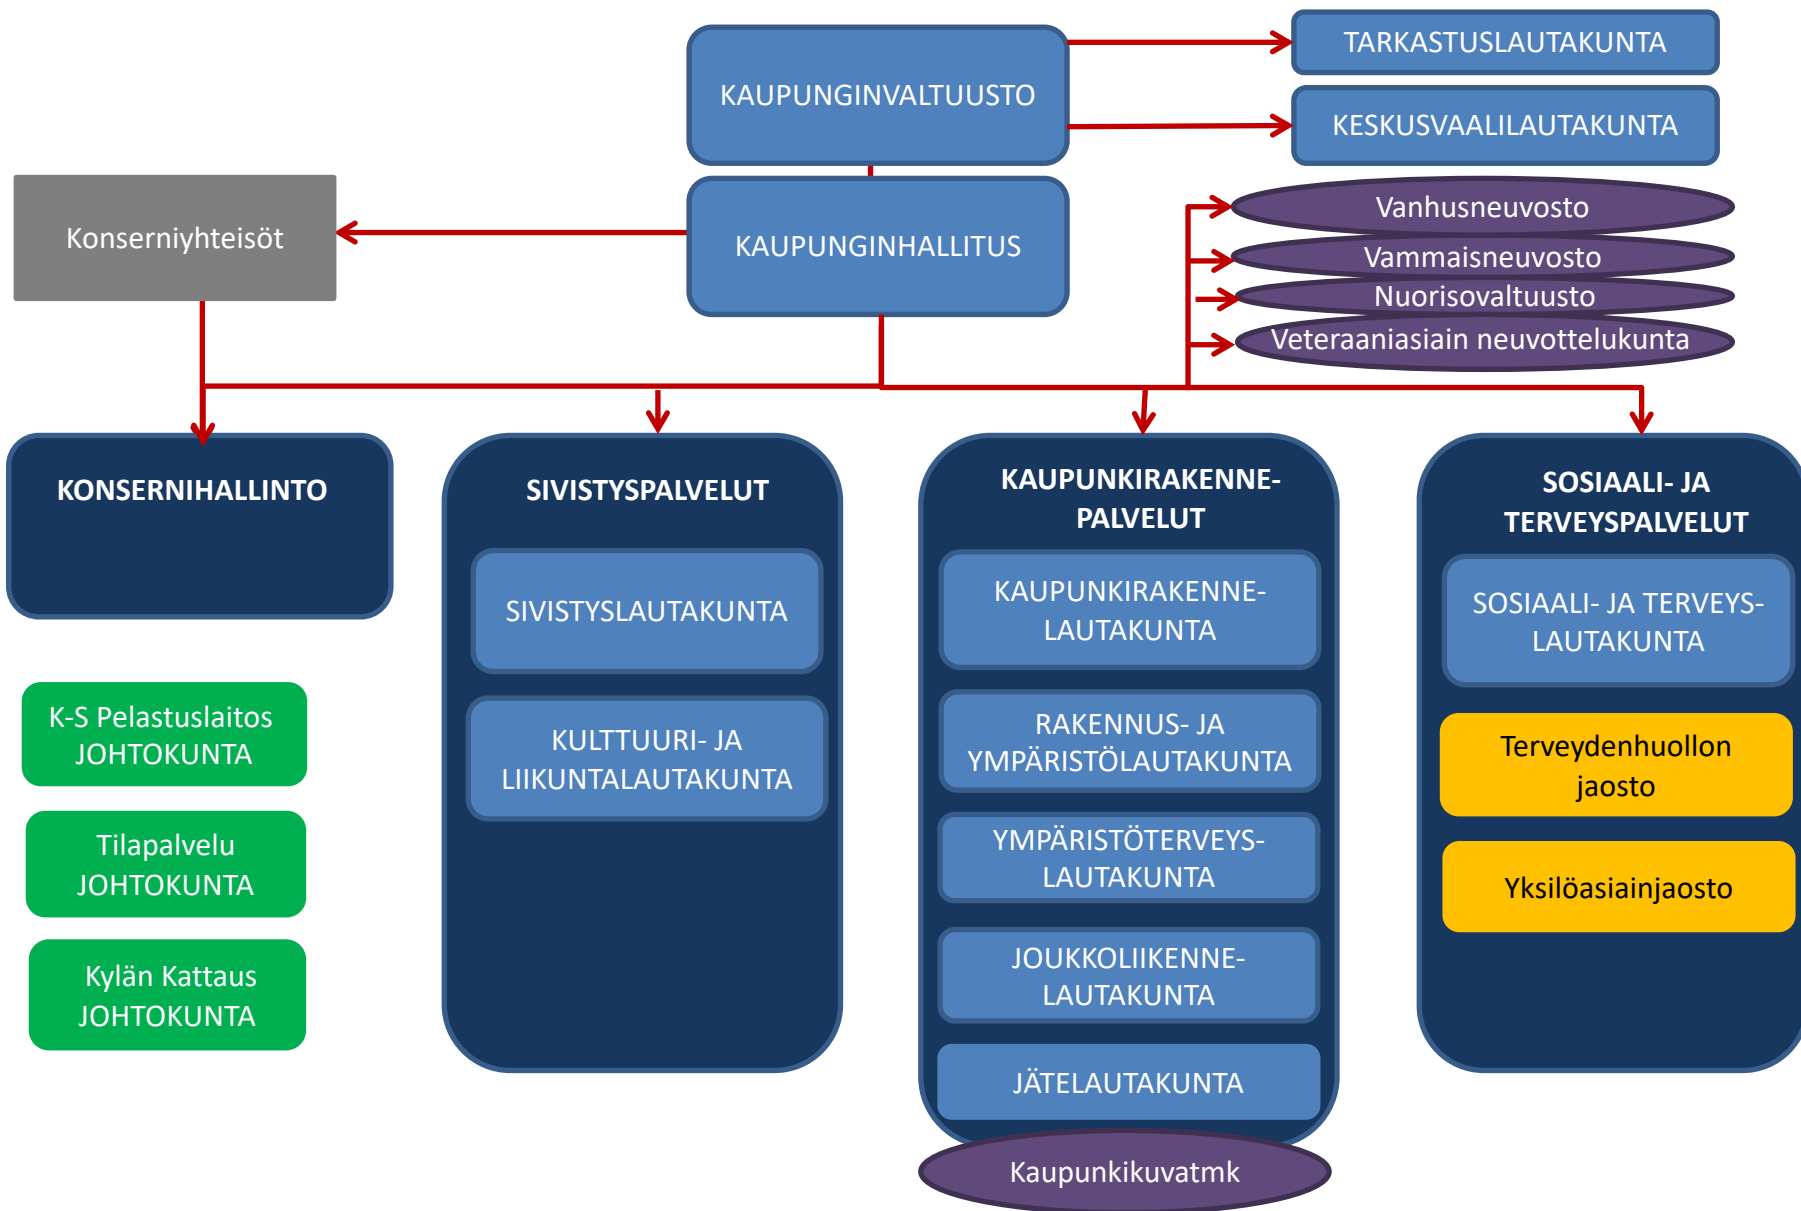 KAUPUNGINVALTUUSTO
TARKASTUSLAUTAKUNTA
KESKUSVAALILAUTAKUNTA
Konserniyhteisöt
KAUPUNGINHALLITUS
Vanhusneuvosto
Vammaisneuvosto
Nuorisovaltuusto
Veteraaniasiain neuvottelukunta
KONSERNIHALLINTO
K-S Pelastuslaitos
JOHTOKUNTA
Tilapalvelu
JOHTOKUNTA
Kylän Kattaus
JOHTOKUNTA
SIVISTYSPALVELUT
SIVISTYSLAUTAKUNTA
KULTTUURI- JA
LIIKUNTALAUTAKUNTA
KAUPUNKIRAKENNE-
PALVELUT
KAUPUNKIRAKENNE-
LAUTAKUNTA
RAKENNUS- JA
YMPÄRISTÖLAUTAKUNTA
YMPÄRISTÖTERVEYS-
LAUTAKUNTA
JOUKKOLIIKENNE-
LAUTAKUNTA
JÄTELAUTAKUNTA
Kaupunkikuvatmk
SOSIAALI- JA
TERVEYSPALVELUT
SOSIAALI- JA TERVEYS-
LAUTAKUNTA
Terveydenhuollon
jaosto
Yksilöasiainjaosto